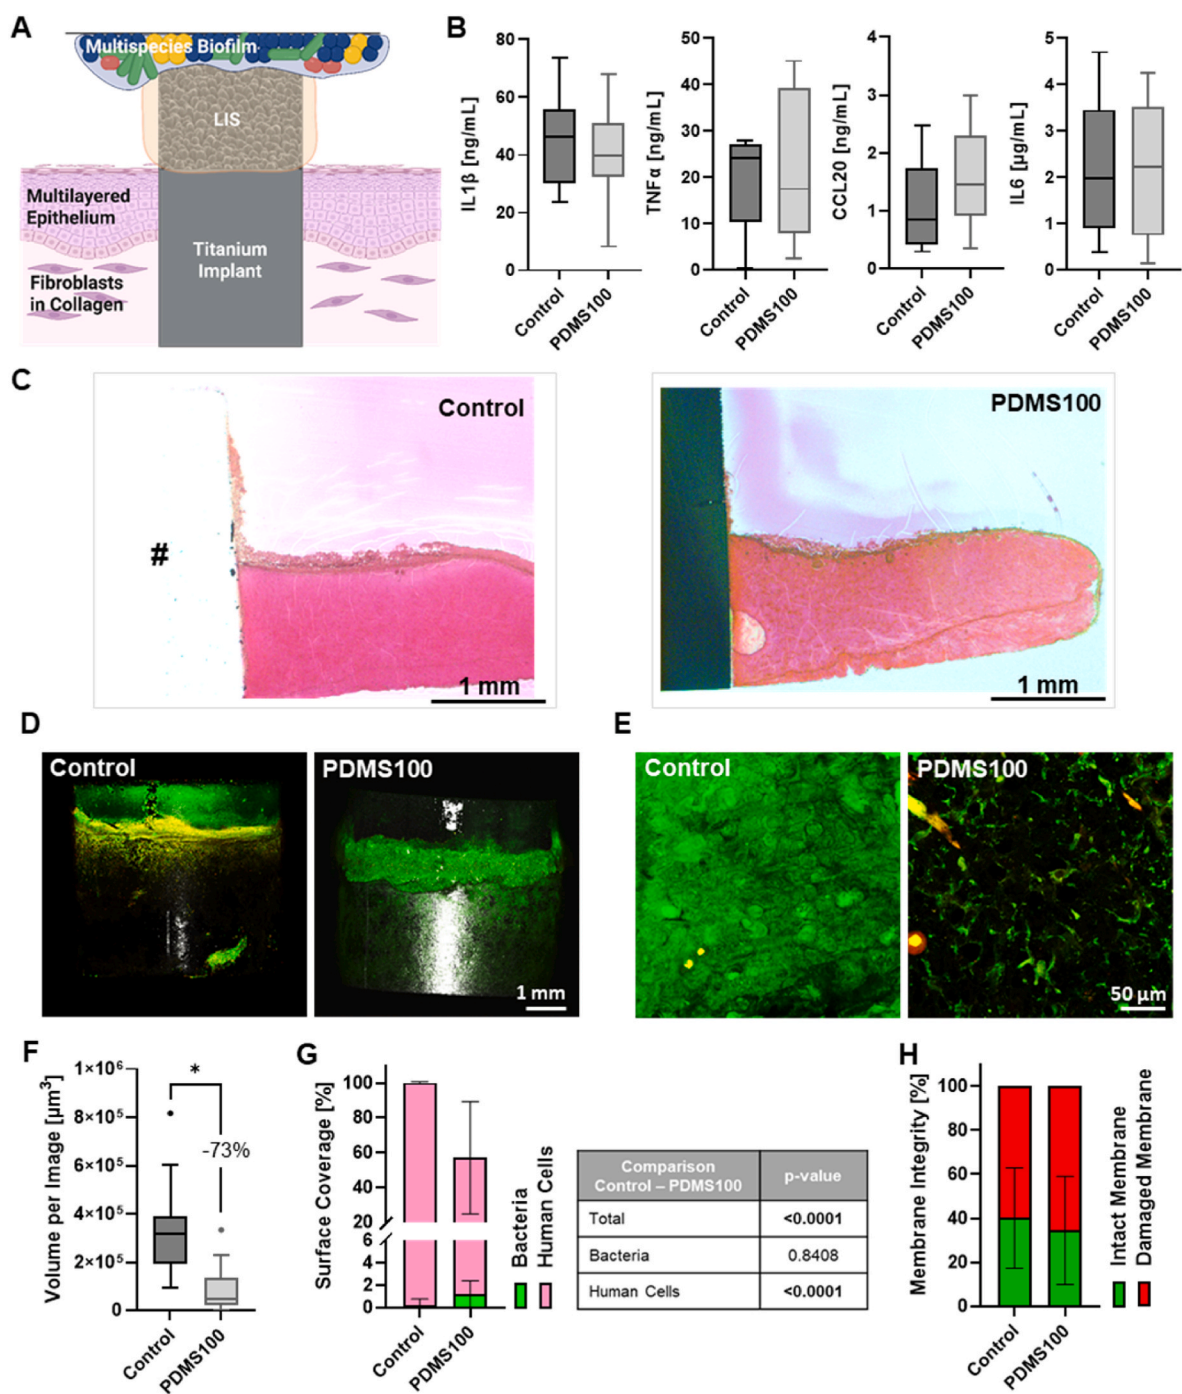 A
Multispecies Biofilm
LIS
Multilayered
Epithelium
Titanium
Implant
Fibroblasts
in Collagen
B
IL1β [ng/mL]
80
60
40
20
0
Control
PDMS100
TNFα [ng/mL]
50
40
30
20
10
0
Control
PDMS100
CCL20 [ng/mL]
4
3
2
1
0
Control
PDMS100
IL6 [µg/mL]
5
4
3
2
1
0
Control
PDMS100
C
Control
#
1 mm
PDMS100
1 mm
D
Control
PDMS100
1 mm
E
Control
PDMS100
50 µm
F
Volume per Image [µm³]
1×10⁶
8×10⁵
6×10⁵
4×10⁵
2×10⁵
0
*
-73%
Control
PDMS100
G
Surface Coverage [%]
100
80
60
40
20
6
4
2
0
Control
PDMS100
Bacteria
Human Cells
Comparison p-value
Control – PDMS100
Total <0.0001
Bacteria 0.8408
Human Cells <0.0001
H
Membrane Integrity [%]
100
80
60
40
20
0
Control
PDMS100
Intact Membrane
Damaged Membrane